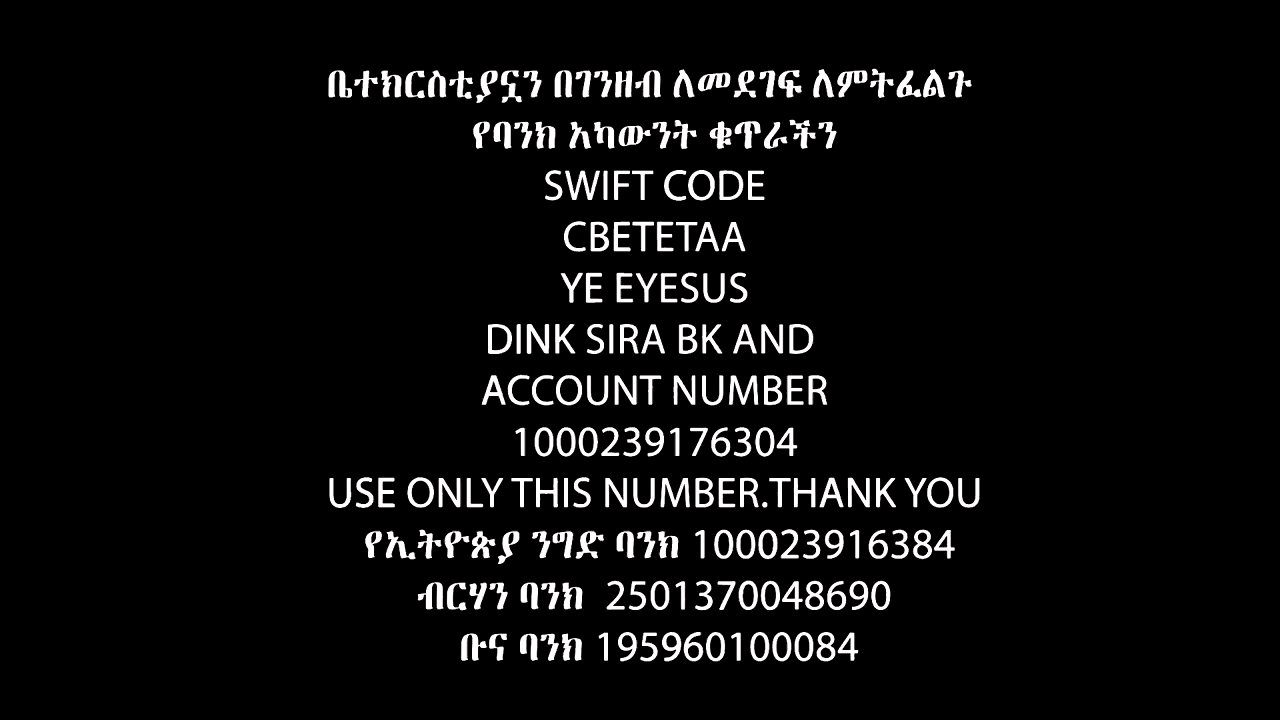 ቤተክርስቲያኗን በገንዘብ ለመደገፍ ለምትፈልጉ
የባንክ አካውንት ቁጥራችን
SWIFT CODE
CBETETAA
YE EYESUS
DINK SIRA BK AND
ACCOUNT NUMBER
1000239176304
USE ONLY THIS NUMBER.THANK YOU
የኢትዮጵያ ንግድ ባንክ 100023916384
ብርሃን ባንክ 2501370048690
ቡና ባንክ 195960100084